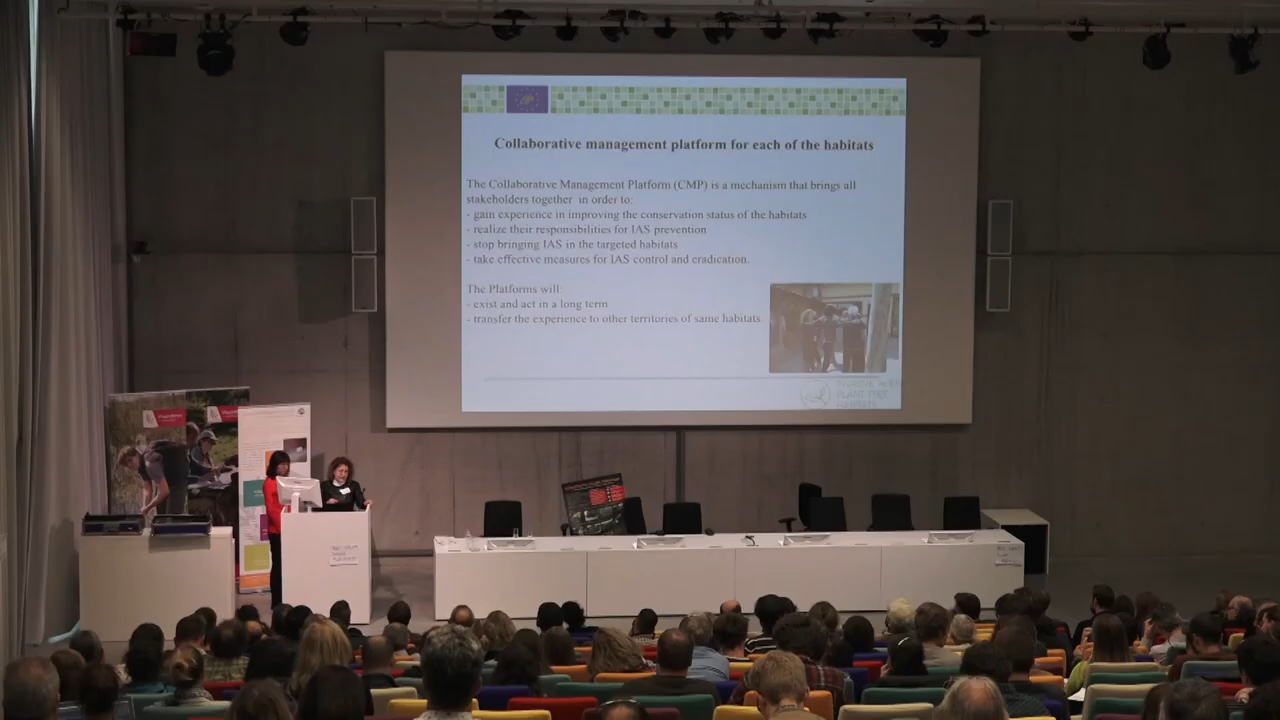 Collaborative management platform for each of the habitats
The Collaborative Management Platform (CMP) is a mechanism that brings all
stakeholders together in order to:
- gain experience in improving the conservation status of the habitats
- realize their responsibilities for IAS prevention
- stop bringing IAS in the targeted habitats
- take effective measures for IAS control and eradication.
The Platforms will:
- exist and act in a long term
- transfer the experience to other territories of same habitats.
PLANT FREE